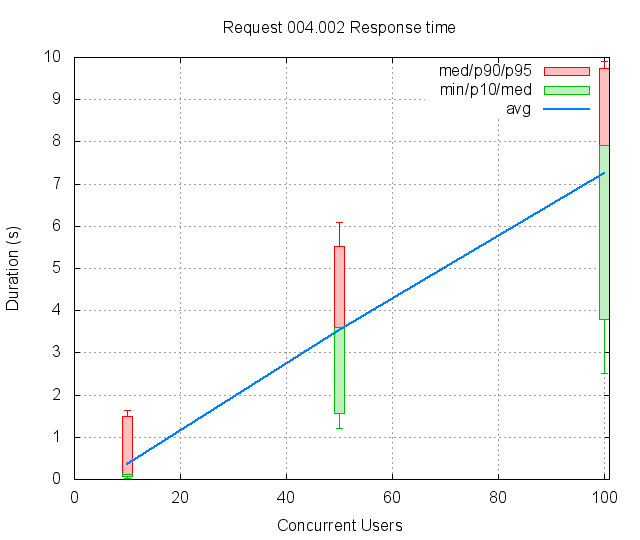 Request 004.002 Response time
med/p90/p95
min/p10/med
avg
10
9
8
7
6
5
4
3
2
1
0
Duration (s)
0 20 40 60 80 100
Concurrent Users